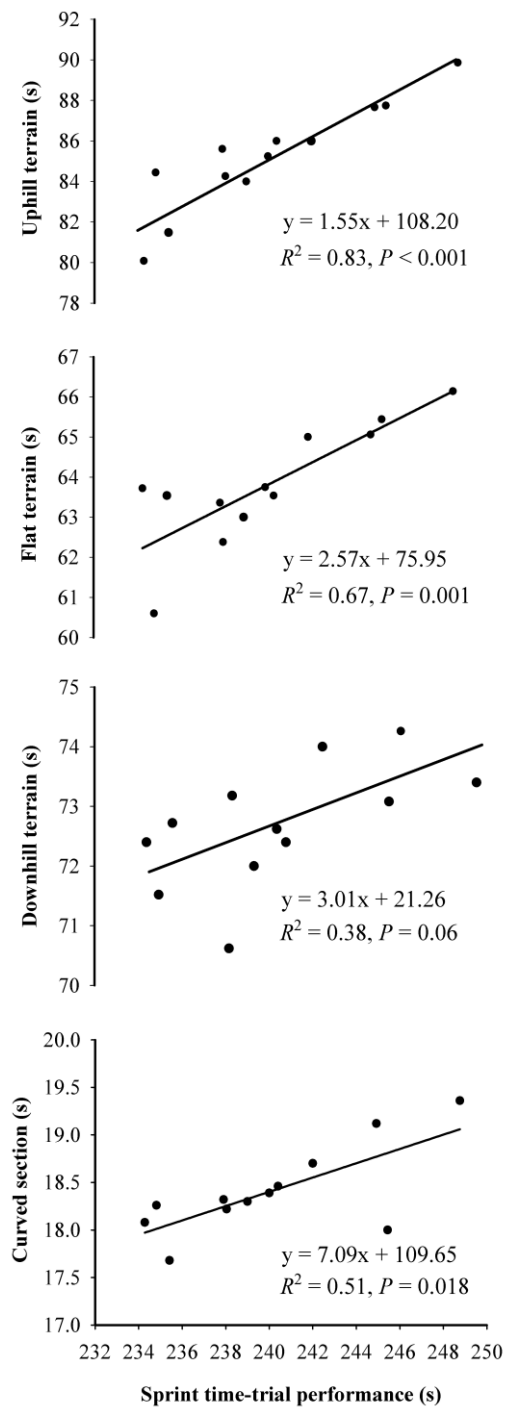 92
90
88
86
84
82
80
78
Uphill terrain (s)
y = 1.55x + 108.20
R² = 0.83, P < 0.001
67
66
65
64
63
62
61
60
Flat terrain (s)
y = 2.57x + 75.95
R² = 0.67, P = 0.001
75
74
73
72
71
70
Downhill terrain (s)
y = 3.01x + 21.26
R² = 0.38, P = 0.06
20.0
19.5
19.0
18.5
18.0
17.5
17.0
Curved section (s)
y = 7.09x + 109.65
R² = 0.51, P = 0.018
232 234 236 238 240 242 244 246 248 250
Sprint time-trial performance (s)